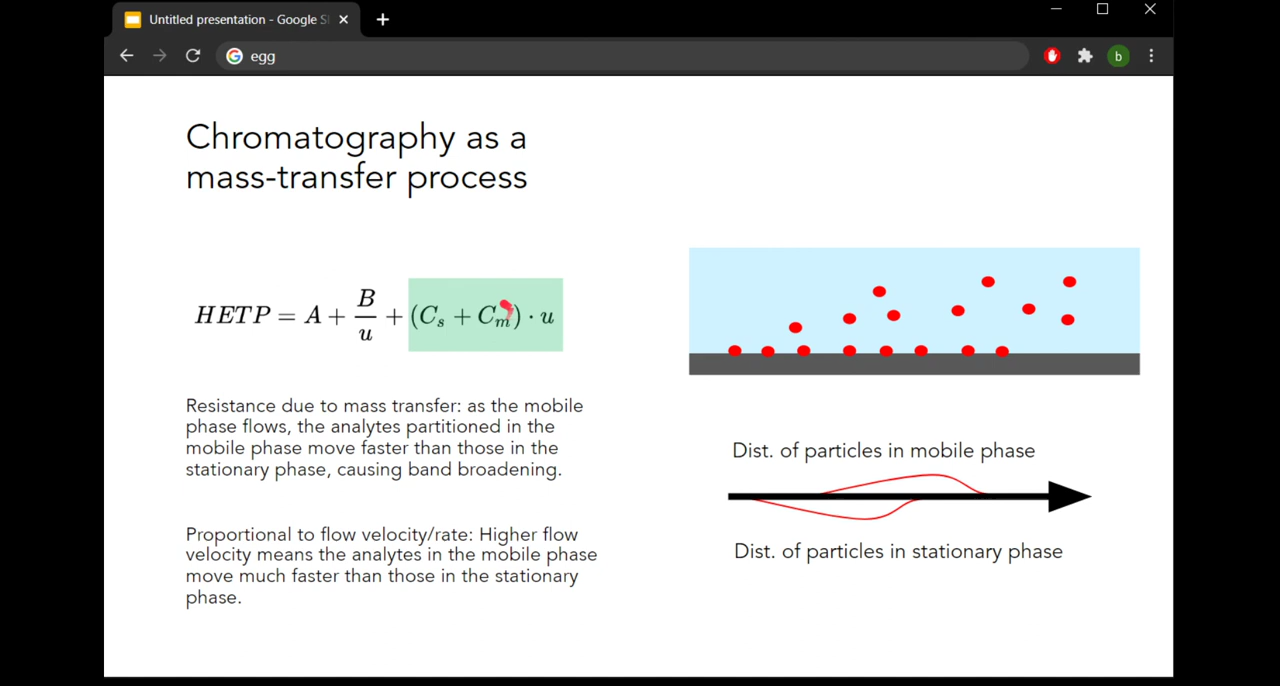 Untitled presentation - Google Sl
egg
b
Chromatography as a
mass-transfer process
HETP = A + B/u + (Cs + Cm) · u
Resistance due to mass transfer: as the mobile
phase flows, the analytes partitioned in the
mobile phase move faster than those in the
stationary phase, causing band broadening.
Proportional to flow velocity/rate: Higher flow
velocity means the analytes in the mobile phase
move much faster than those in the stationary
phase.
Dist. of particles in mobile phase
Dist. of particles in stationary phase